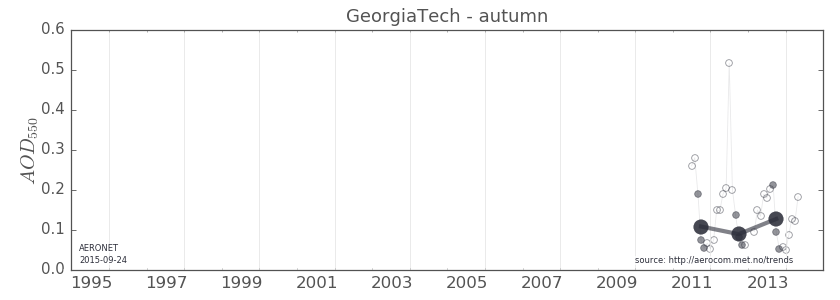 GeorgiaTech - autumn
0.6
0.5
0.4
0.3
0.2
0.1
0.0
AOD550
AERONET
2015-09-24
source: http://aerocom.met.no/trends
1995 1997 1999 2001 2003 2005 2007 2009 2011 2013